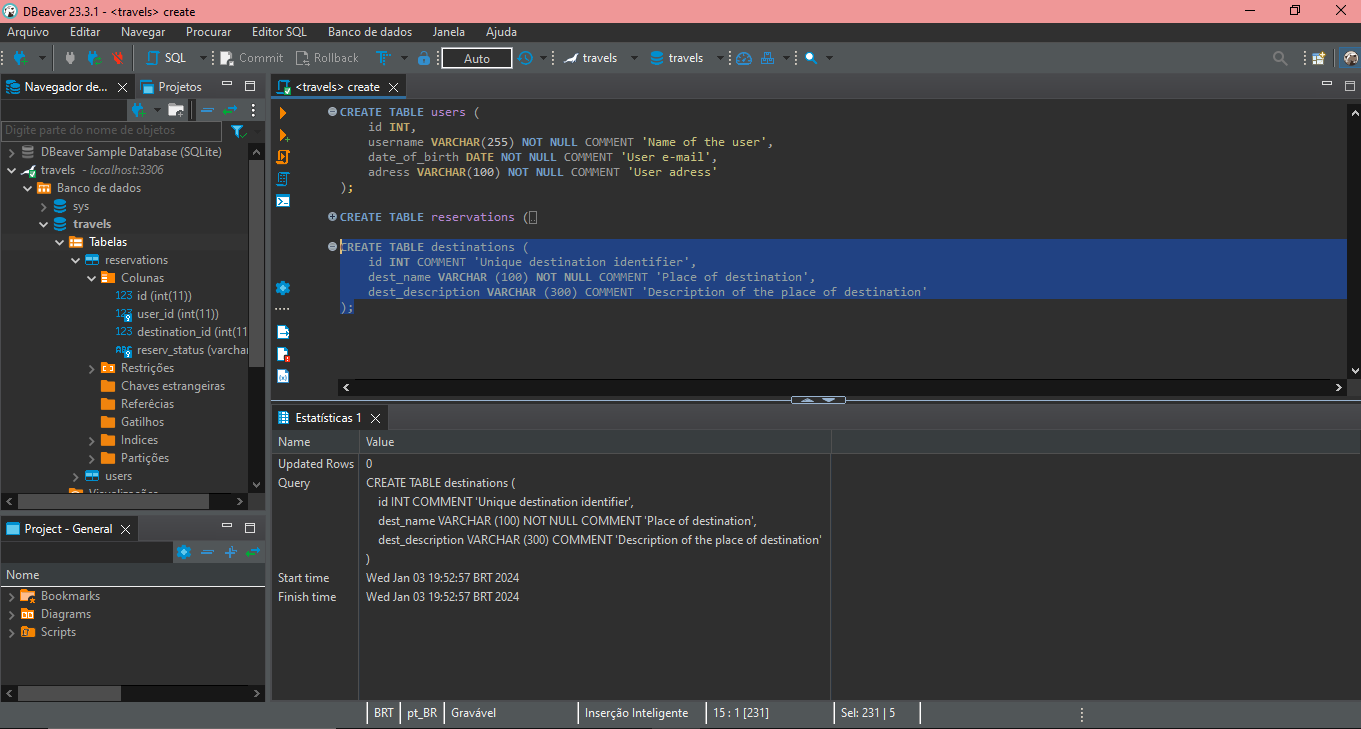 DBeaver 23.3.1 - <travels> create
Arquivo Editar Navegar Procurar Editor SQL Banco de dados Janela Ajuda
SQL Commit Rollback Auto travels travels
Navegador de... Projetos
<travels> create
Digite parte do nome de objetos
DBeaver Sample Database (SQLite)
travels - localhost:3306
Banco de dados
sys
travels
Tabelas
reservations
Colunas
123 id (int(11))
123 user_id (int(11))
123 destination_id (int(11
ABC reserv_status (varchar
Restrições
Chaves estrangeiras
Referêcias
Gatilhos
Indices
Partições
users
Visualizações
CREATE TABLE users (
id INT,
username VARCHAR(255) NOT NULL COMMENT 'Name of the user',
date_of_birth DATE NOT NULL COMMENT 'User e-mail',
adress VARCHAR(100) NOT NULL COMMENT 'User adress'
);
CREATE TABLE reservations (
CREATE TABLE destinations (
id INT COMMENT 'Unique destination identifier',
dest_name VARCHAR (100) NOT NULL COMMENT 'Place of destination',
dest_description VARCHAR (300) COMMENT 'Description of the place of destination'
);
Estatísticas 1
Name Value
Updated Rows 0
Query CREATE TABLE destinations (
id INT COMMENT 'Unique destination identifier',
dest_name VARCHAR (100) NOT NULL COMMENT 'Place of destination',
dest_description VARCHAR (300) COMMENT 'Description of the place of destination'
)
Start time Wed Jan 03 19:52:57 BRT 2024
Finish time Wed Jan 03 19:52:57 BRT 2024
Project - General
Nome
Bookmarks
Diagrams
Scripts
BRT pt_BR Gravável Inserção Inteligente 15 : 1 [231] Sel: 231 | 5